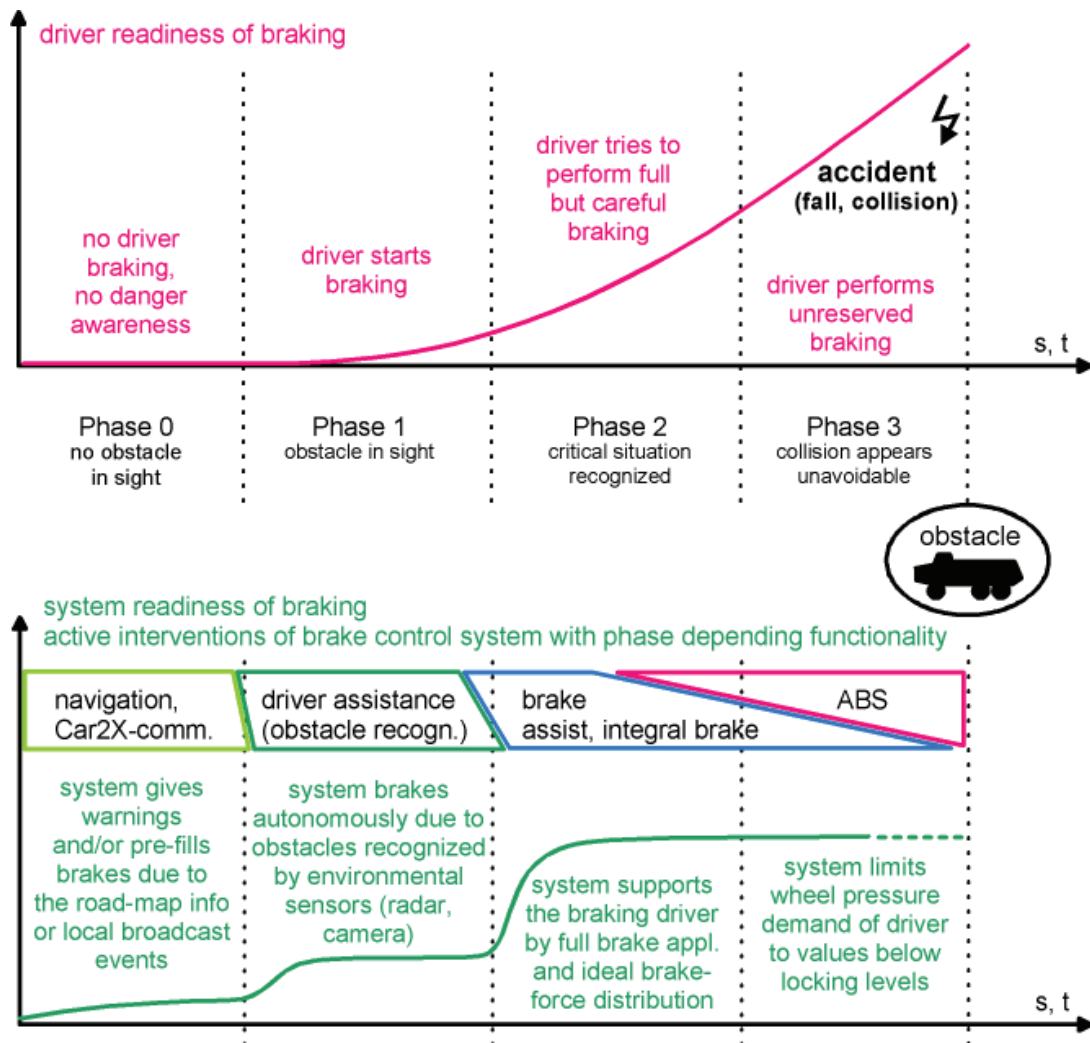 driver readiness of braking
no driver
braking,
no danger
awareness
driver starts
braking
driver tries to
perform full
but careful
braking
accident
(fall, collision)
driver performs
unreserved
braking
s, t
Phase 0
no obstacle
in sight
Phase 1
obstacle in sight
Phase 2
critical situation
recognized
Phase 3
collision appears
unavoidable
obstacle
system readiness of braking
active interventions of brake control system with phase depending functionality
navigation,
Car2X-comm.
driver assistance
(obstacle recogn.)
brake
assist, integral brake
ABS
system gives
warnings
and/or pre-fills
brakes due to
the road-map info
or local broadcast
events
system brakes
autonomously due to
obstacles recognized
by environmental
sensors (radar,
camera)
system supports
the braking driver
by full brake appl.
and ideal brake-
force distribution
system limits
wheel pressure
demand of driver
to values below
locking levels
s, t